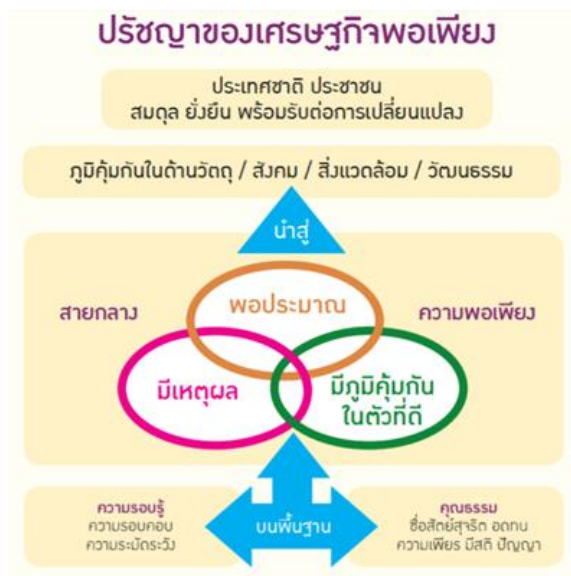 ปรัชญาของเศรษฐกิจพอเพียง
ประเทศชาติ ประชาชน
สมดุล ยั่งยืน พร้อมรับต่อการเปลี่ยนแปลง
ภูมิคุ้มกันในด้านวัตถุ / สังคม / สิ่งแวดล้อม / วัฒนธรรม
นำสู่
พอประมาณ
สายกลาง
ความพอเพียง
มีเหตุผล
มีภูมิคุ้มกัน
ในตัวที่ดี
ความรอบรู้
ความรอบคอบ
ความระมัดระวัง
บนพื้นฐาน
คุณธรรม
ซื่อสัตย์สุจริต อดทน
ความเพียร มีสติ ปัญญา